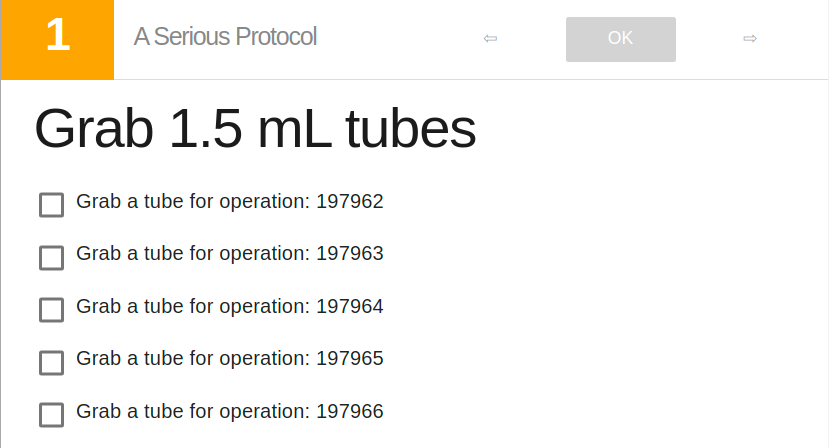 1
A Serious Protocol
⇦
OK
⇨
Grab 1.5 mL tubes
Grab a tube for operation: 197962
Grab a tube for operation: 197963
Grab a tube for operation: 197964
Grab a tube for operation: 197965
Grab a tube for operation: 197966